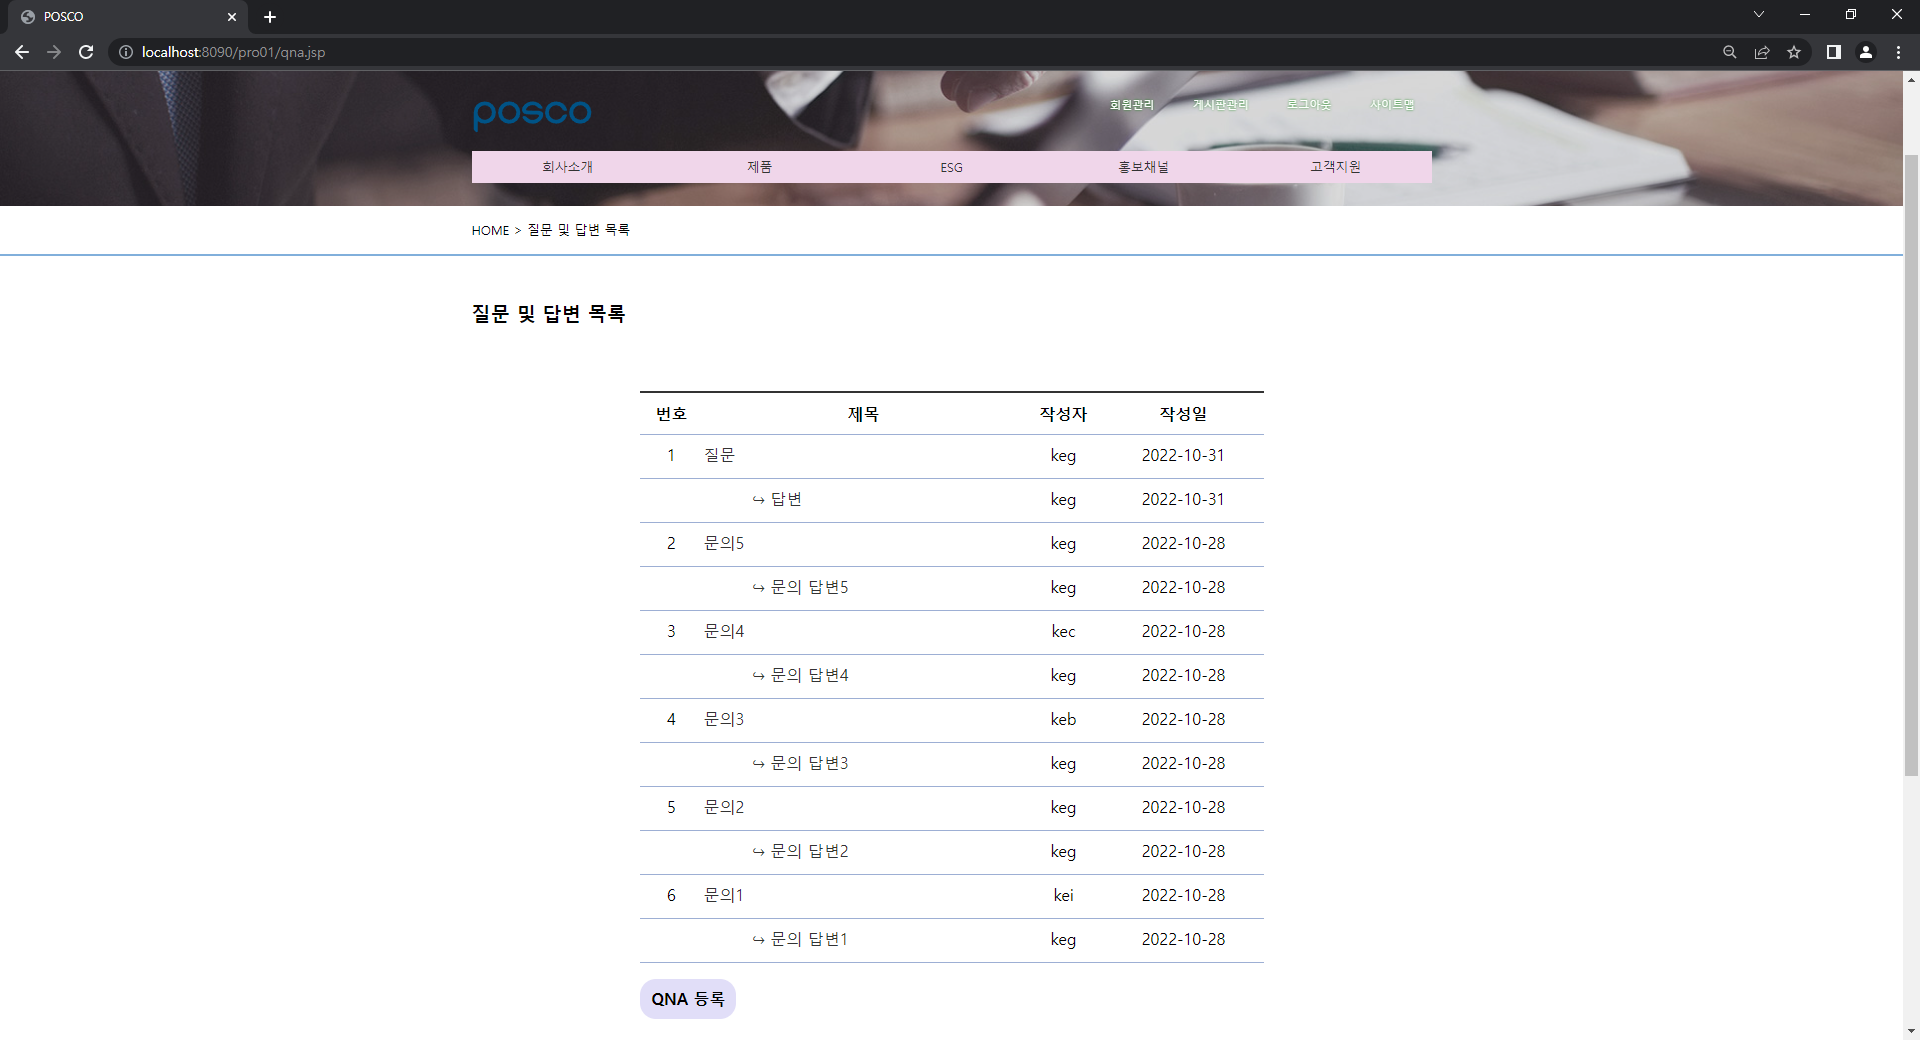 POSCO
localhost:8090/pro01/qna.jsp
posco
회원관리 게시판관리 로그아웃 사이트맵
회사소개 제품 ESG 홍보채널 고객지원
HOME > 질문 및 답변 목록
질문 및 답변 목록
번호 제목 작성자 작성일
1 질문 keg 2022-10-31
↪ 답변 keg 2022-10-31
2 문의5 keg 2022-10-28
↪ 문의 답변5 keg 2022-10-28
3 문의4 kec 2022-10-28
↪ 문의 답변4 keg 2022-10-28
4 문의3 keb 2022-10-28
↪ 문의 답변3 keg 2022-10-28
5 문의2 keg 2022-10-28
↪ 문의 답변2 keg 2022-10-28
6 문의1 kei 2022-10-28
↪ 문의 답변1 keg 2022-10-28
QNA 등록